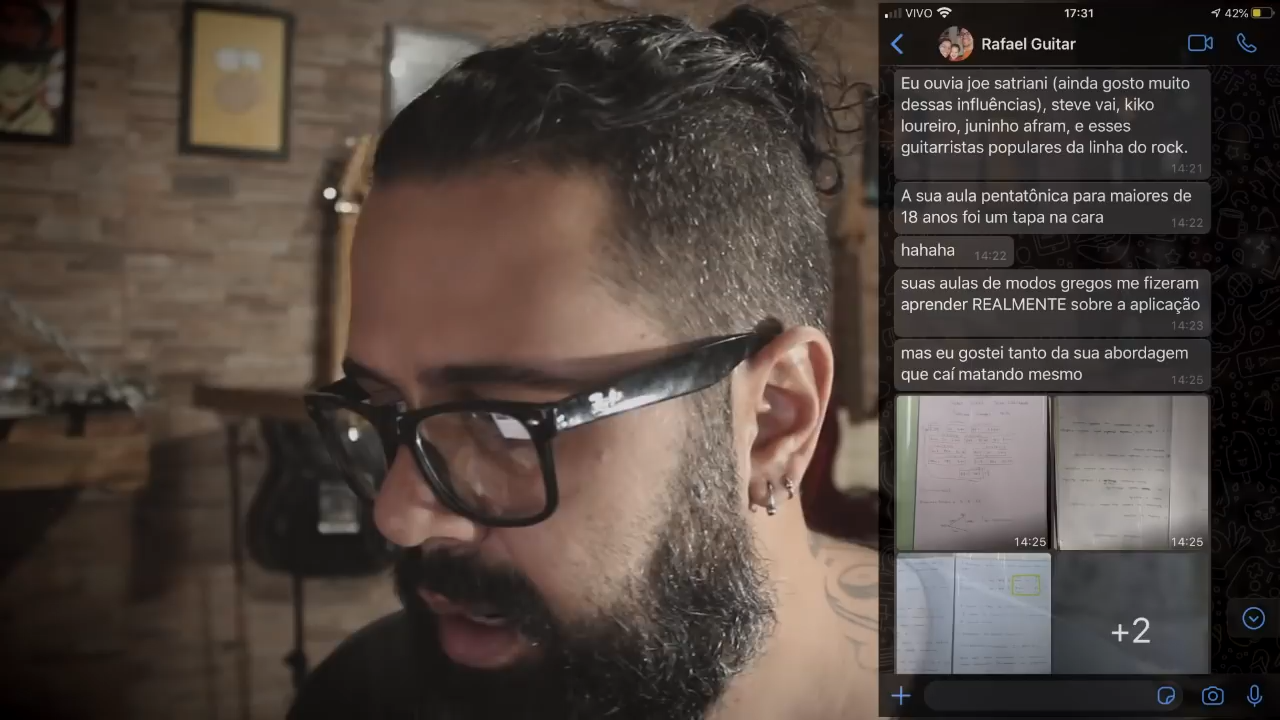 VIVO
17:31
42%
Rafael Guitar
Eu ouvia joe satriani (ainda gosto muito
dessas influências), steve vai, kiko
loureiro, juninho afram, e esses
guitarristas populares da linha do rock.
14:21
A sua aula pentatônica para maiores de
18 anos foi um tapa na cara
14:22
hahaha
14:22
suas aulas de modos gregos me fizeram
aprender REALMENTE sobre a aplicação
14:23
mas eu gostei tanto da sua abordagem
que caí matando mesmo
14:25
14:25
14:25
+2